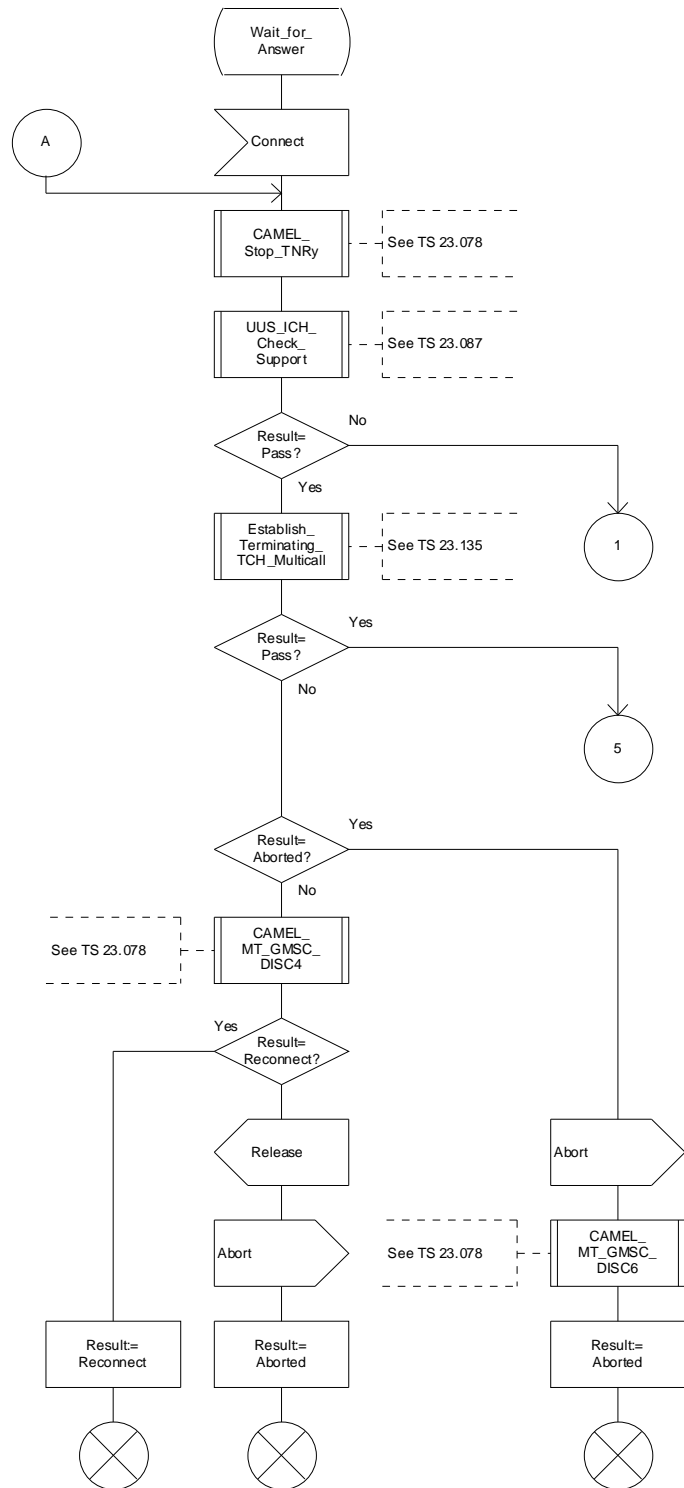 Wait_for_
Answer
A
Connect
CAMEL_
Stop_TNRy
See TS 23.078
UUS_ICH_
Check_
Support
See TS 23.087
Result=
Pass?
No
Yes
Establish_
Terminating_
TCH_Multicall
See TS 23.135
1
Result=
Pass?
Yes
No
5
Result=
Aborted?
Yes
No
See TS 23.078
CAMEL_
MT_GMSC_
DISC4
Yes
Result=
Reconnect?
Release
Abort
Abort
See TS 23.078
CAMEL_
MT_GMSC_
DISC6
Result:=
Reconnect
Result:=
Aborted
Result:=
Aborted